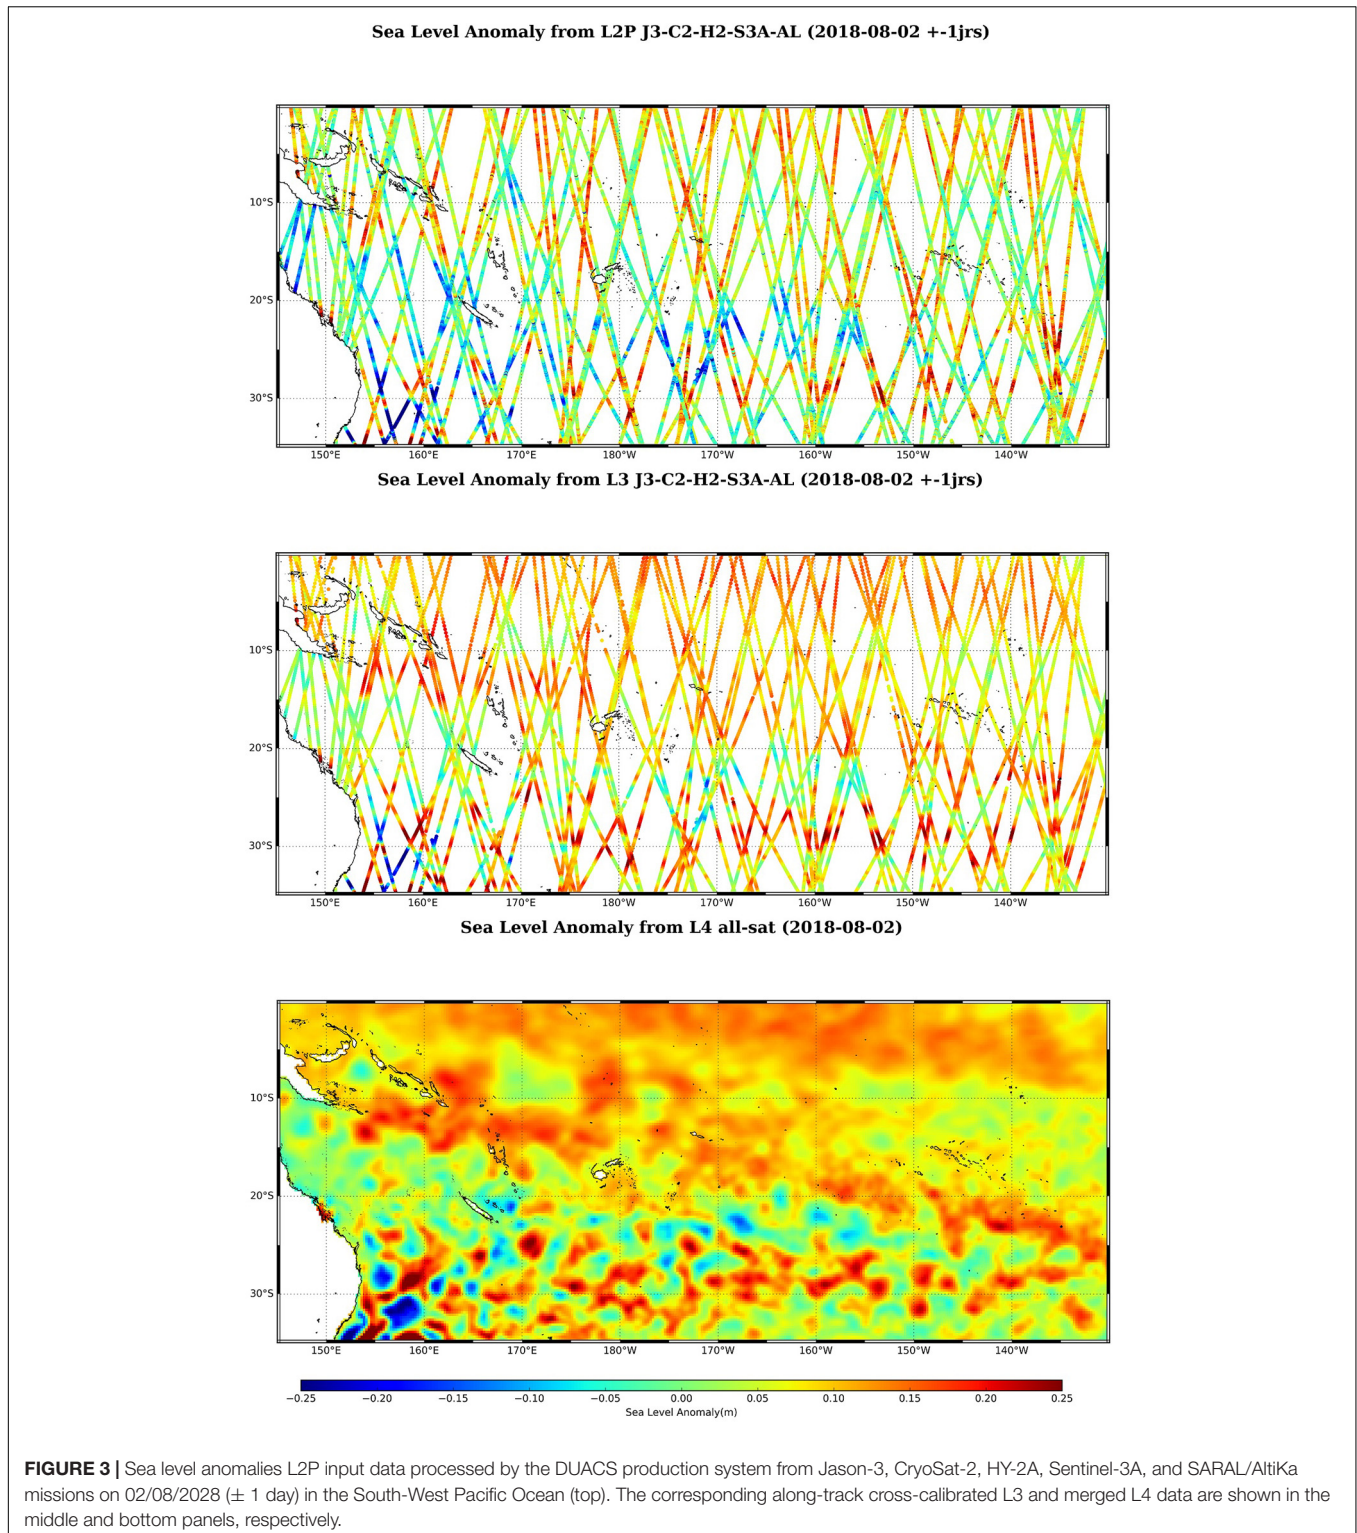 Sea Level Anomaly from L2P J3-C2-H2-S3A-AL (2018-08-02 +-1jrs)
10°S
20°S
30°S
150°E 160°E 170°E 180°W 170°W 160°W 150°W 140°W
Sea Level Anomaly from L3 J3-C2-H2-S3A-AL (2018-08-02 +-1jrs)
10°S
20°S
30°S
150°E 160°E 170°E 180°W 170°W 160°W 150°W 140°W
Sea Level Anomaly from L4 all-sat (2018-08-02)
10°S
20°S
30°S
150°E 160°E 170°E 180°W 170°W 160°W 150°W 140°W
−0.25 −0.20 −0.15 −0.10 −0.05 0.00 0.05 0.10 0.15 0.20 0.25
Sea Level Anomaly(m)
FIGURE 3 | Sea level anomalies L2P input data processed by the DUACS production system from Jason-3, CryoSat-2, HY-2A, Sentinel-3A, and SARAL/AltiKa
missions on 02/08/2028 (± 1 day) in the South-West Pacific Ocean (top). The corresponding along-track cross-calibrated L3 and merged L4 data are shown in the
middle and bottom panels, respectively.